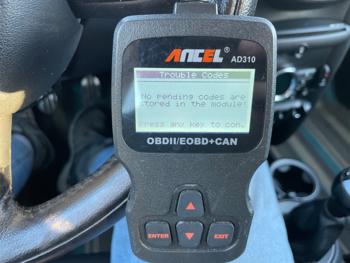 ANCEL®
AD310
Trouble Codes
No pending codes are
stored in the module!
Press any key to con.
OBDII/EOBD+CAN
ENTER
EXIT